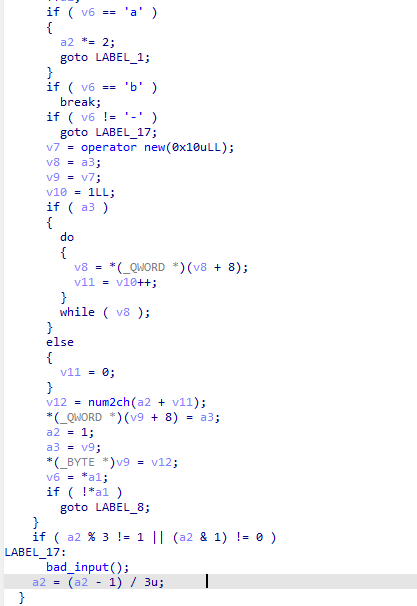 if ( v6 == 'a' )
{
a2 *= 2;
goto LABEL_1;
}
if ( v6 == 'b' )
break;
if ( v6 != '-' )
goto LABEL_17;
v7 = operator new(0x10uLL);
v8 = a3;
v9 = v7;
v10 = 1LL;
if ( a3 )
{
do
{
v8 = *(_QWORD *)(v8 + 8);
v11 = v10++;
}
while ( v8 );
}
else
{
v11 = 0;
}
v12 = num2ch(a2 + v11);
*(_QWORD *)(v9 + 8) = a3;
a2 = 1;
a3 = v9;
*(_BYTE *)v9 = v12;
v6 = *a1;
if ( !*a1 )
goto LABEL_8;
}
if ( a2 % 3 != 1 || (a2 & 1) != 0 )
LABEL_17:
bad_input();
a2 = (a2 - 1) / 3u;
}